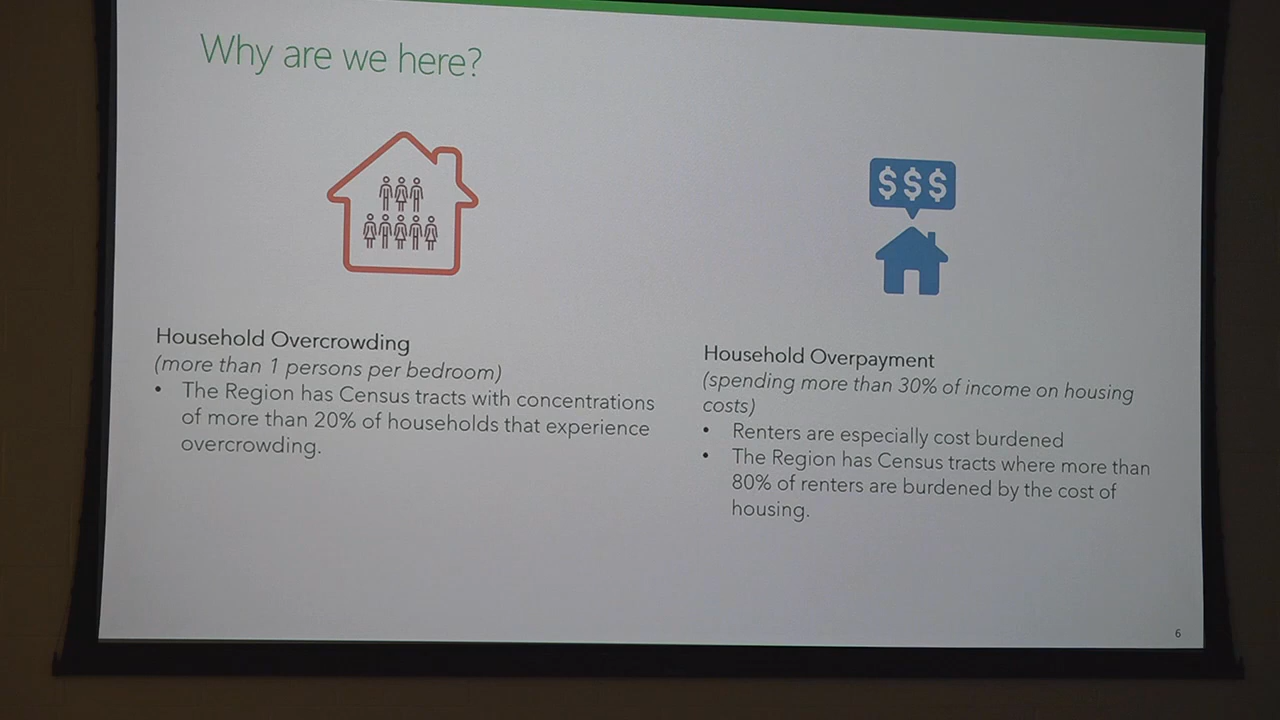 Why are we here?
$$$
Household Overcrowding
(more than 1 persons per bedroom)
• The Region has Census tracts with concentrations
of more than 20% of households that experience
overcrowding.
Household Overpayment
(spending more than 30% of income on housing
costs)
• Renters are especially cost burdened
• The Region has Census tracts where more than
80% of renters are burdened by the cost of
housing.
6